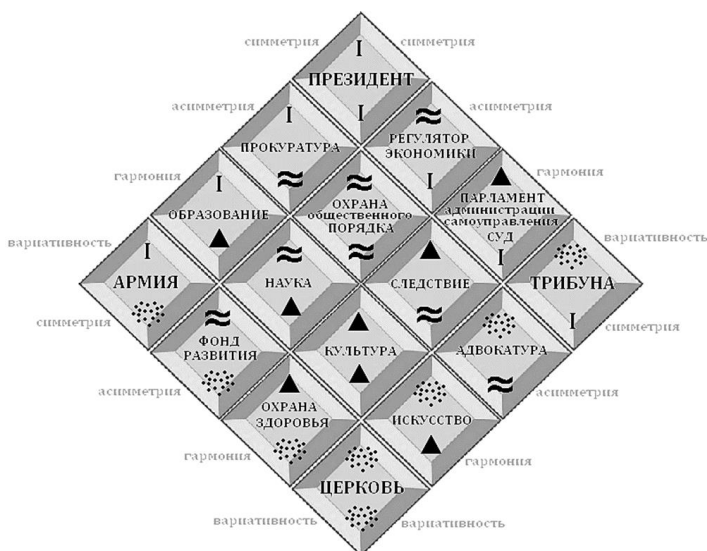 симметрия
симметрия
I
ПРЕЗИДЕНТ
I
асимметрия
асимметрия
I
ПРОКУРАТУРА
РЕГУЛЯТОР
ЭКОНОМИКИ
I
гармония
гармония
I
ОБРАЗОВАНИЕ
ОХРАНА
общественного
ПОРЯДКА
ПАРЛАМЕНТ
администрации
самоуправления
СУД
I
вариативность
вариативность
I
АРМИЯ
НАУКА
СЛЕДСТВИЕ
ТРИБУНА
I
симметрия
симметрия
ФОНД
РАЗВИТИЯ
КУЛЬТУРА
АДВОКАТУРА
асимметрия
асимметрия
ОХРАНА
ЗДОРОВЬЯ
ИСКУССТВО
гармония
гармония
ЦЕРКОВЬ
вариативность
вариативность